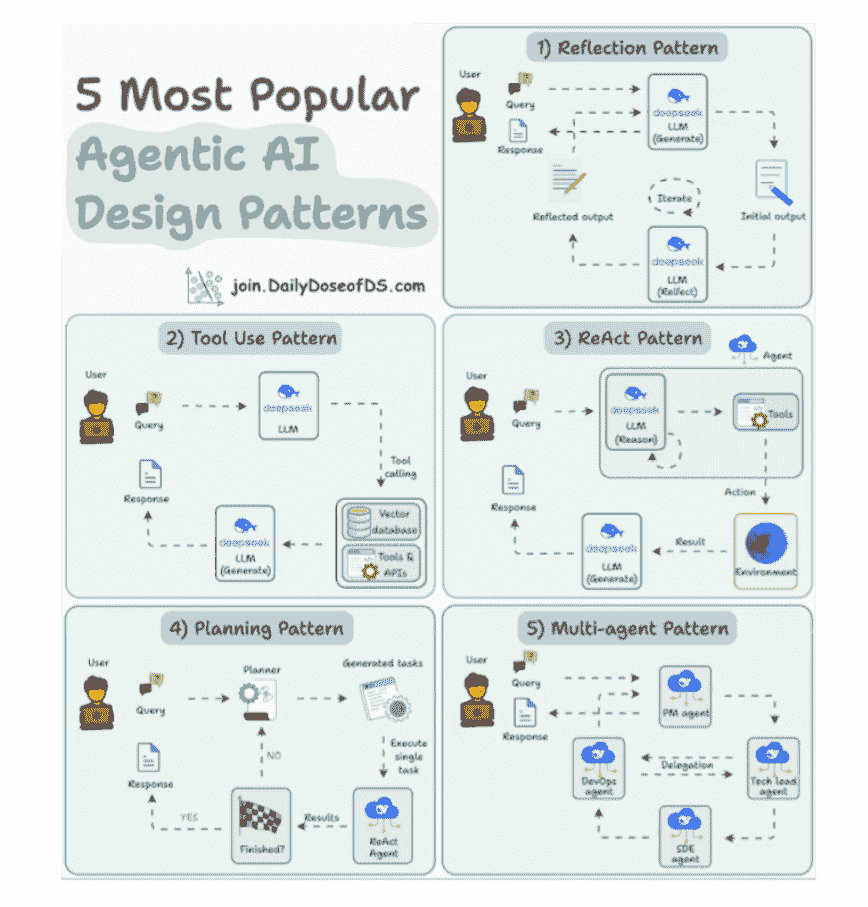 5 Most Popular
Agentic AI
Design Patterns
join.DailyDoseofDS.com
1) Reflection Pattern
User
Query
Response
deepseek
LLM
(Generate)
Reflected output
Iterate
Initial output
deepseek
LLM
(Relfect)
2) Tool Use Pattern
User
Query
deepseek
LLM
Tool
calling
Response
deepseek
LLM
(Generate)
Vector
database
Tools &
APIs
3) ReAct Pattern
Agent
User
Query
deepseek
LLM
(Reason)
Tools
Action
Response
deepseek
LLM
(Generate)
Result
Environment
4) Planning Pattern
User
Query
Planner
Generated tasks
NO
Execute
single
task
Response
YES
Finished?
Results
ReAct
Agent
5) Multi-agent Pattern
User
Query
Response
PM agent
DevOps
agent
Delegation
Tech lead
agent
SDE
agent